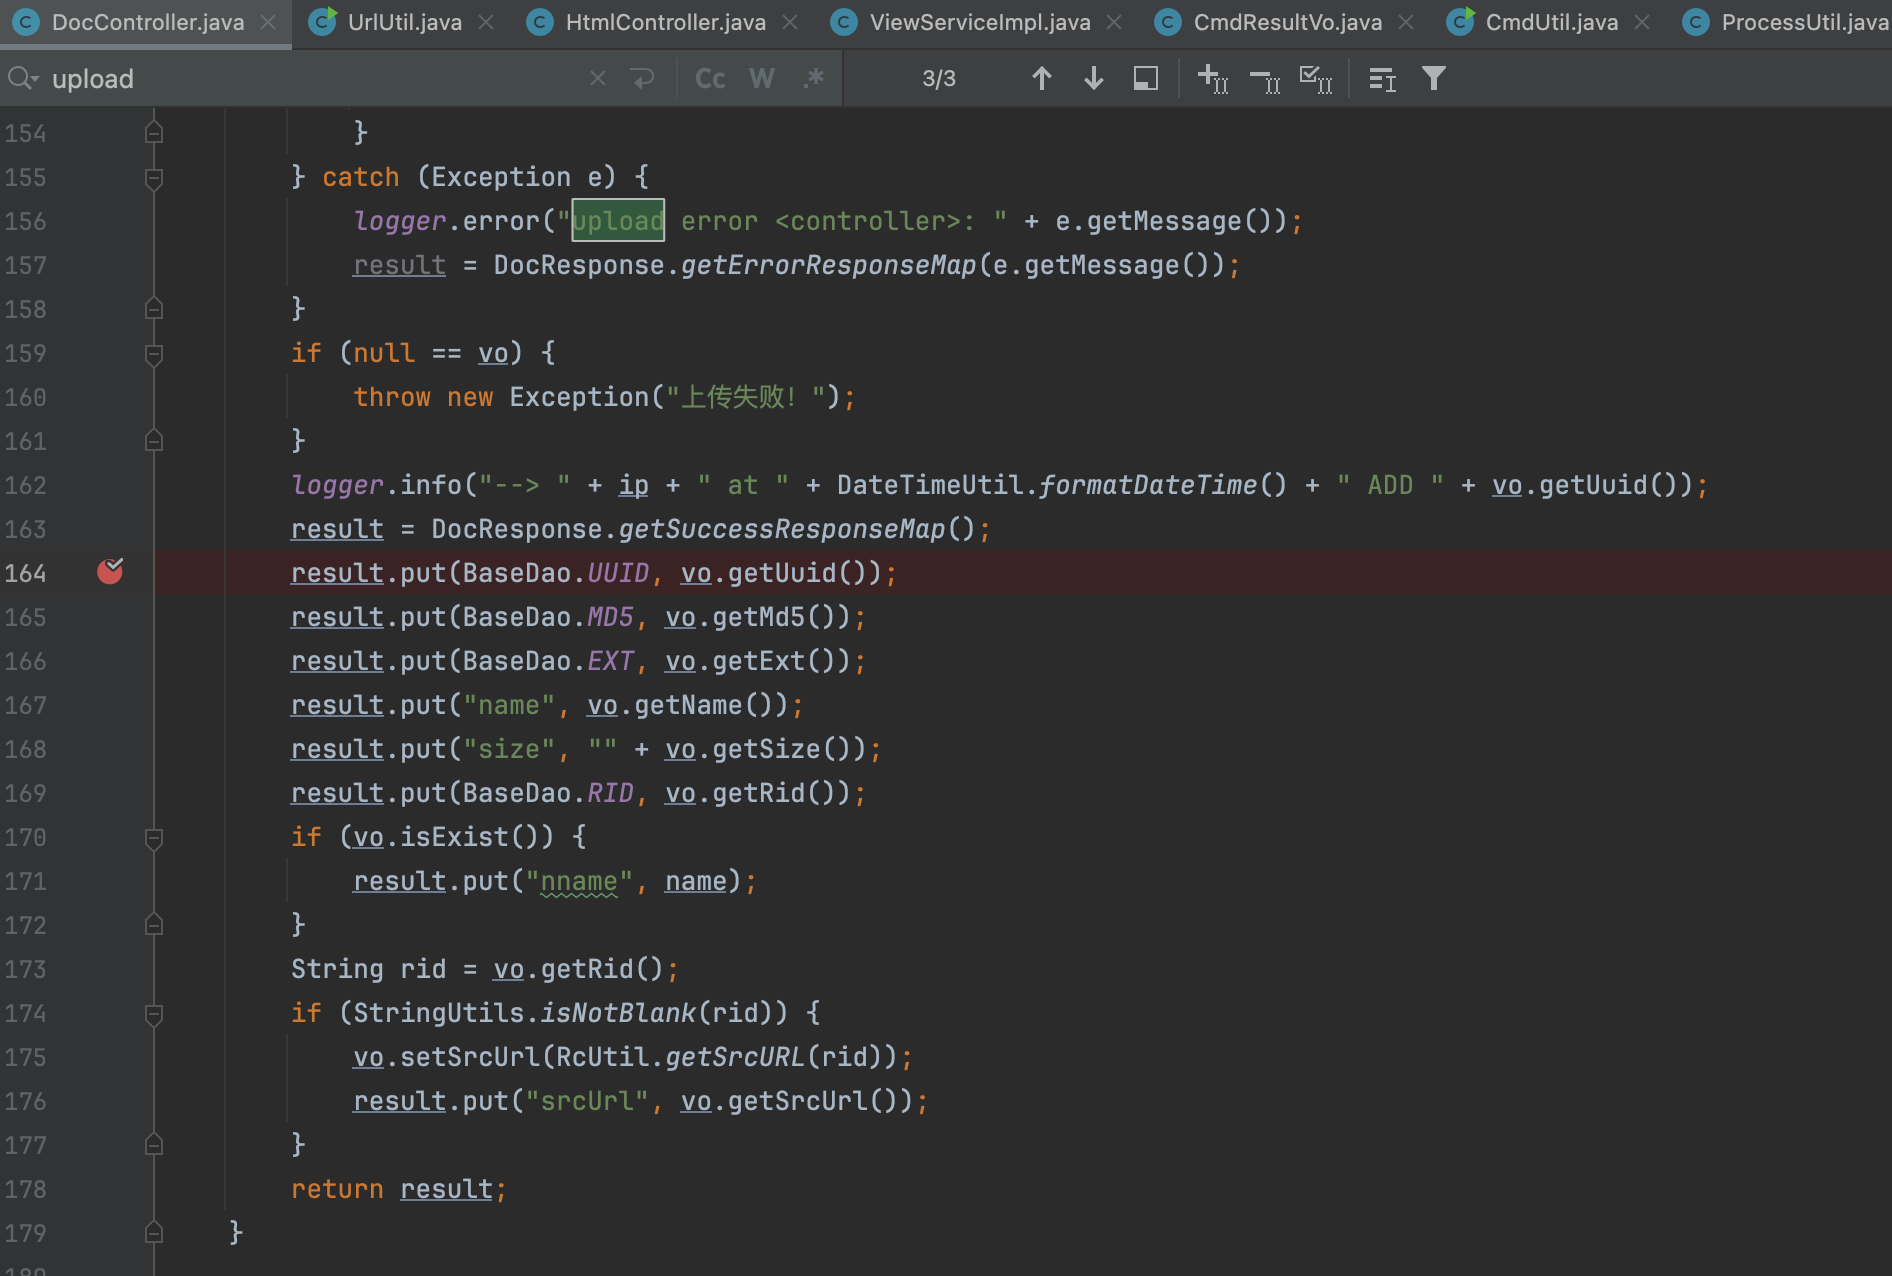 DocController.java UrlUtil.java HtmlController.java ViewServiceImpl.java CmdResultVo.java CmdUtil.java ProcessUtil.java
upload Cc W .* 3/3
154 }
155 } catch (Exception e) {
156 logger.error("upload error <controller>: " + e.getMessage());
157 result = DocResponse.getErrorResponseMap(e.getMessage());
158 }
159 if (null == vo) {
160 throw new Exception("上传失败！");
161 }
162 logger.info("--> " + ip + " at " + DateTimeUtil.formatDateTime() + " ADD " + vo.getUuid());
163 result = DocResponse.getSuccessResponseMap();
164 result.put(BaseDao.UUID, vo.getUuid());
165 result.put(BaseDao.MD5, vo.getMd5());
166 result.put(BaseDao.EXT, vo.getExt());
167 result.put("name", vo.getName());
168 result.put("size", "" + vo.getSize());
169 result.put(BaseDao.RID, vo.getRid());
170 if (vo.isExist()) {
171 result.put("nname", name);
172 }
173 String rid = vo.getRid();
174 if (StringUtils.isNotBlank(rid)) {
175 vo.setSrcUrl(RcUtil.getSrcURL(rid));
176 result.put("srcUrl", vo.getSrcUrl());
177 }
178 return result;
179 }
180